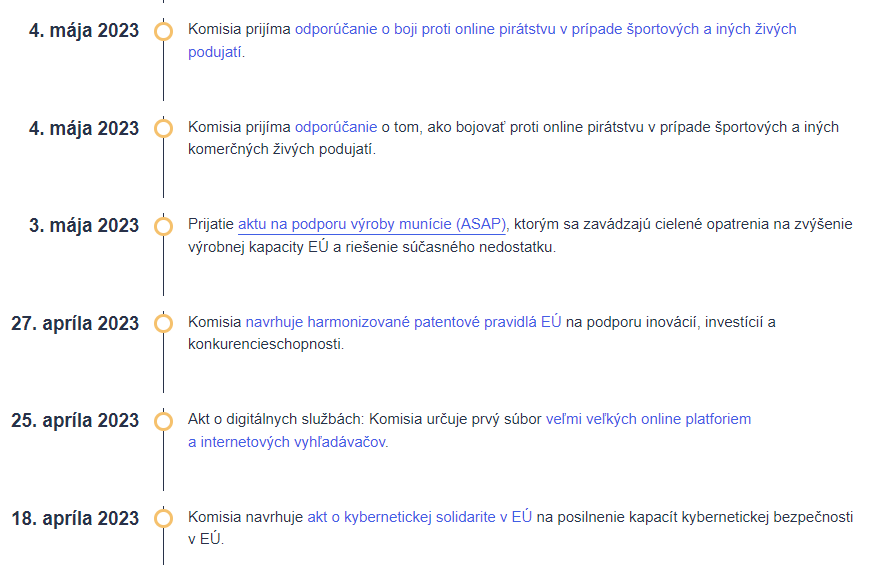 4. mája 2023
Komisia prijíma odporúčanie o boji proti online pirátstvu v prípade športových a iných živých
podujatí.
4. mája 2023
Komisia prijíma odporúčanie o tom, ako bojovať proti online pirátstvu v prípade športových a iných
komerčných živých podujatí.
3. mája 2023
Prijatie aktu na podporu výroby munície (ASAP), ktorým sa zavádzajú cielené opatrenia na zvýšenie
výrobnej kapacity EÚ a riešenie súčasného nedostatku.
27. apríla 2023
Komisia navrhuje harmonizované patentové pravidlá EÚ na podporu inovácií, investícií a
konkurencieschopnosti.
25. apríla 2023
Akt o digitálnych službách: Komisia určuje prvý súbor veľmi veľkých online platforiem
a internetových vyhľadávačov.
18. apríla 2023
Komisia navrhuje akt o kybernetickej solidarite v EÚ na posilnenie kapacít kybernetickej bezpečnosti
v EÚ.